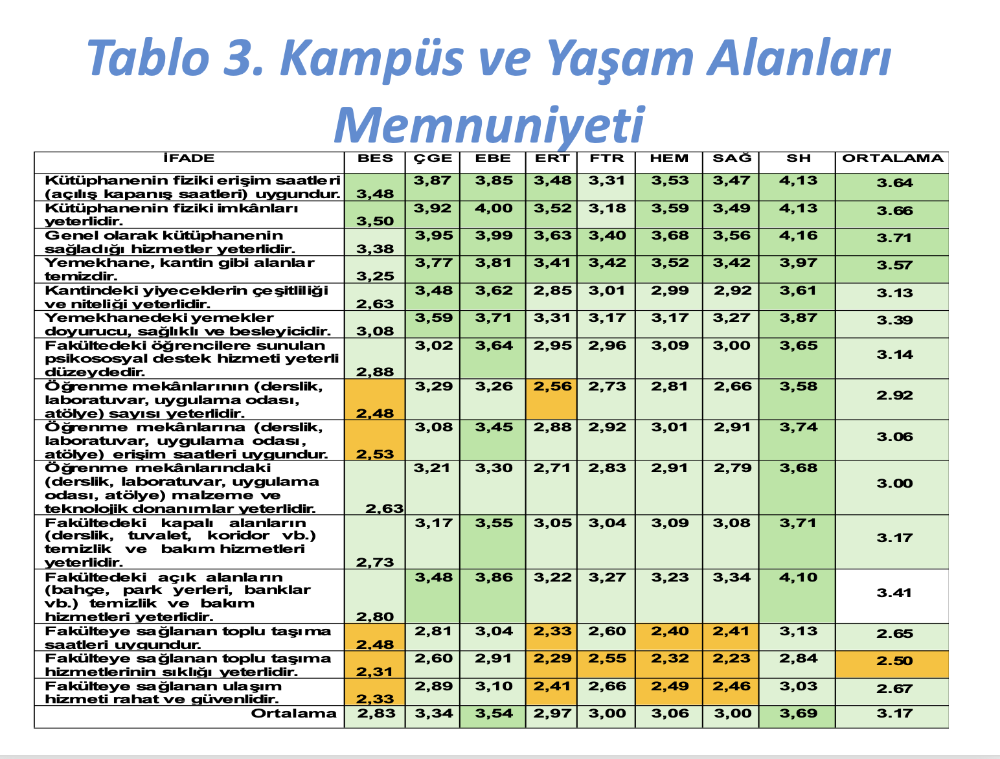 Tablo 3. Kampüs ve Yaşam Alanları
Memnuniyeti
İFADE BES ÇGE EBE ERT FTR HEM SAĞ SH ORTALAMA
Kütüphanenin fiziki erişim saatleri
(açılış kapanış saatleri) uygundur. 3,48 3,87 3,85 3,48 3,31 3,53 3,47 4,13 3.64
Kütüphanenin fiziki imkânları
yeterlidir. 3,50 3,92 4,00 3,52 3,18 3,59 3,49 4,13 3.66
Genel olarak kütüphanenin
sağladığı hizmetler yeterlidir. 3,38 3,95 3,99 3,63 3,40 3,68 3,56 4,16 3.71
Yemekhane, kantin gibi alanlar
temizdir. 3,25 3,77 3,81 3,41 3,42 3,52 3,42 3,97 3.57
Kantindeki yiyeceklerin çeşitliliği
ve niteliği yeterlidir. 2,63 3,48 3,62 2,85 3,01 2,99 2,92 3,61 3.13
Yemekhanedeki yemekler
doyurucu, sağlıklı ve besleyicidir. 3,08 3,59 3,71 3,31 3,17 3,17 3,27 3,87 3.39
Fakültedeki öğrencilere sunulan
psikososyal destek hizmeti yeterli
düzeydedir. 2,88 3,02 3,64 2,95 2,96 3,09 3,00 3,65 3.14
Öğrenme mekânlarının (derslik,
laboratuvar, uygulama odası,
atölye) sayısı yeterlidir. 2,48 3,29 3,26 2,56 2,73 2,81 2,66 3,58 2.92
Öğrenme mekânlarına (derslik,
laboratuvar, uygulama odası,
atölye) erişim saatleri uygundur. 2,53 3,08 3,45 2,88 2,92 3,01 2,91 3,74 3.06
Öğrenme mekânlarındaki
(derslik, laboratuvar, uygulama
odası, atölye) malzeme ve
teknolojik donanımlar yeterlidir. 2,63 3,21 3,30 2,71 2,83 2,91 2,79 3,68 3.00
Fakültedeki kapalı alanların
(derslik, tuvalet, koridor vb.)
temizlik ve bakım hizmetleri
yeterlidir. 2,73 3,17 3,55 3,05 3,04 3,09 3,08 3,71 3.17
Fakültedeki açık alanların
(bahçe, park yerleri, banklar
vb.) temizlik ve bakım
hizmetleri yeterlidir. 2,80 3,48 3,86 3,22 3,27 3,23 3,34 4,10 3.41
Fakülteye sağlanan toplu taşıma
saatleri uygundur. 2,48 2,81 3,04 2,33 2,60 2,40 2,41 3,13 2.65
Fakülteye sağlanan toplu taşıma
hizmetlerinin sıklığı yeterlidir. 2,31 2,60 2,91 2,29 2,55 2,32 2,23 2,84 2.50
Fakülteye sağlanan ulaşım
hizmeti rahat ve güvenlidir. 2,33 2,89 3,10 2,41 2,66 2,49 2,46 3,03 2.67
Ortalama 2,83 3,34 3,54 2,97 3,00 3,06 3,00 3,69 3.17